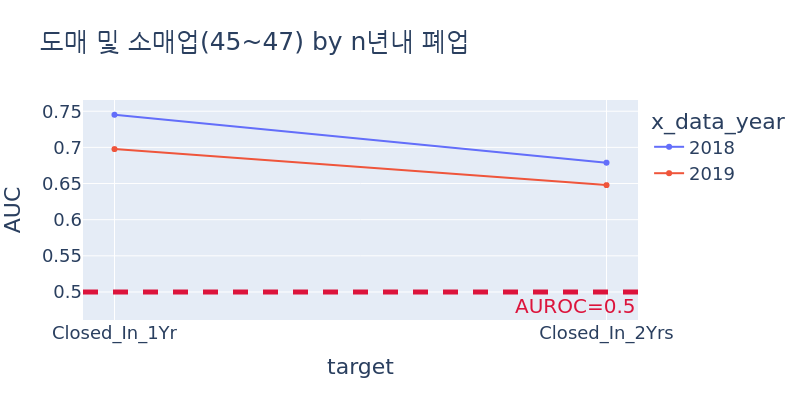 도매 및 소매업(45~47) by n년내 폐업
x_data_year
2018
2019
AUC
0.75
0.7
0.65
0.6
0.55
0.5
AUROC=0.5
Closed_In_1Yr
Closed_In_2Yrs
target